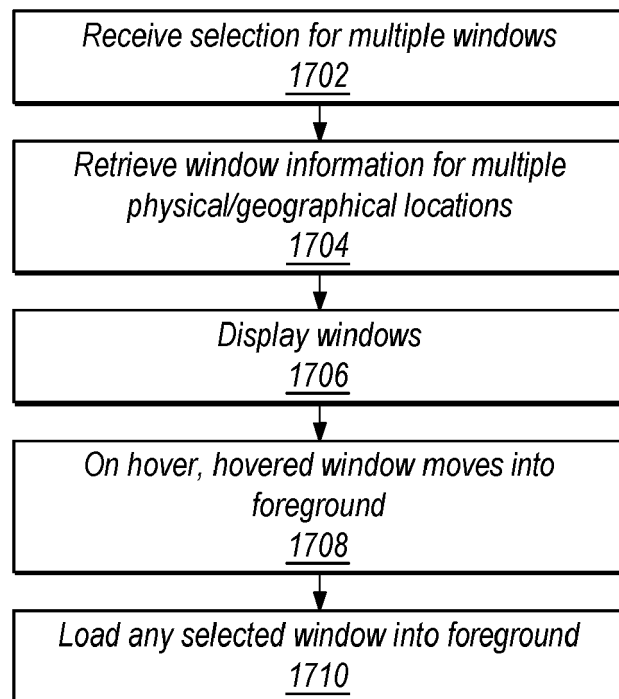 Receive selection for multiple windows
1702
Retrieve window information for multiple
physical/geographical locations
1704
Display windows
1706
On hover, hovered window moves into
foreground
1708
Load any selected window into foreground
1710